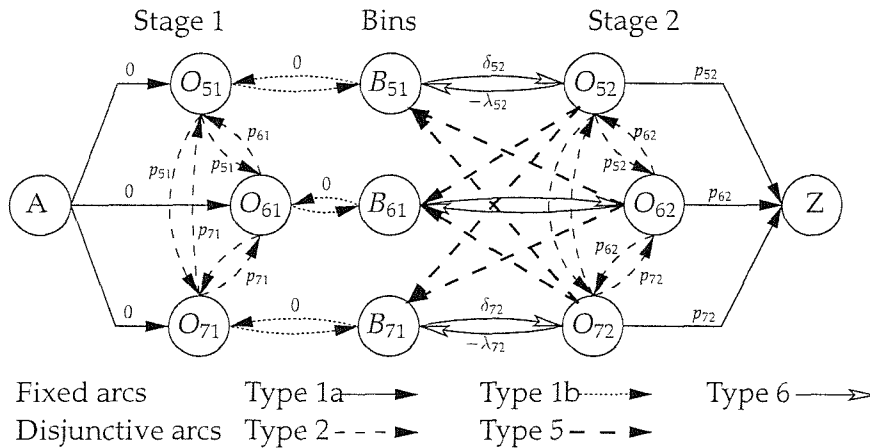 Stage 1 Bins Stage 2
0 O₅₁ 0 B₅₁ δ₅₂ −λ₅₂ O₅₂ p₅₂
p₆₁ p₅₁ p₅₁ p₆₂ p₅₂
A 0 O₆₁ 0 B₆₁ O₆₂ p₆₂ Z
p₇₁ p₇₁ p₆₂ p₇₂
0 O₇₁ 0 B₇₁ δ₇₂ −λ₇₂ O₇₂ p₇₂
Fixed arcs Type 1a Type 1b Type 6
Disjunctive arcs Type 2 Type 5